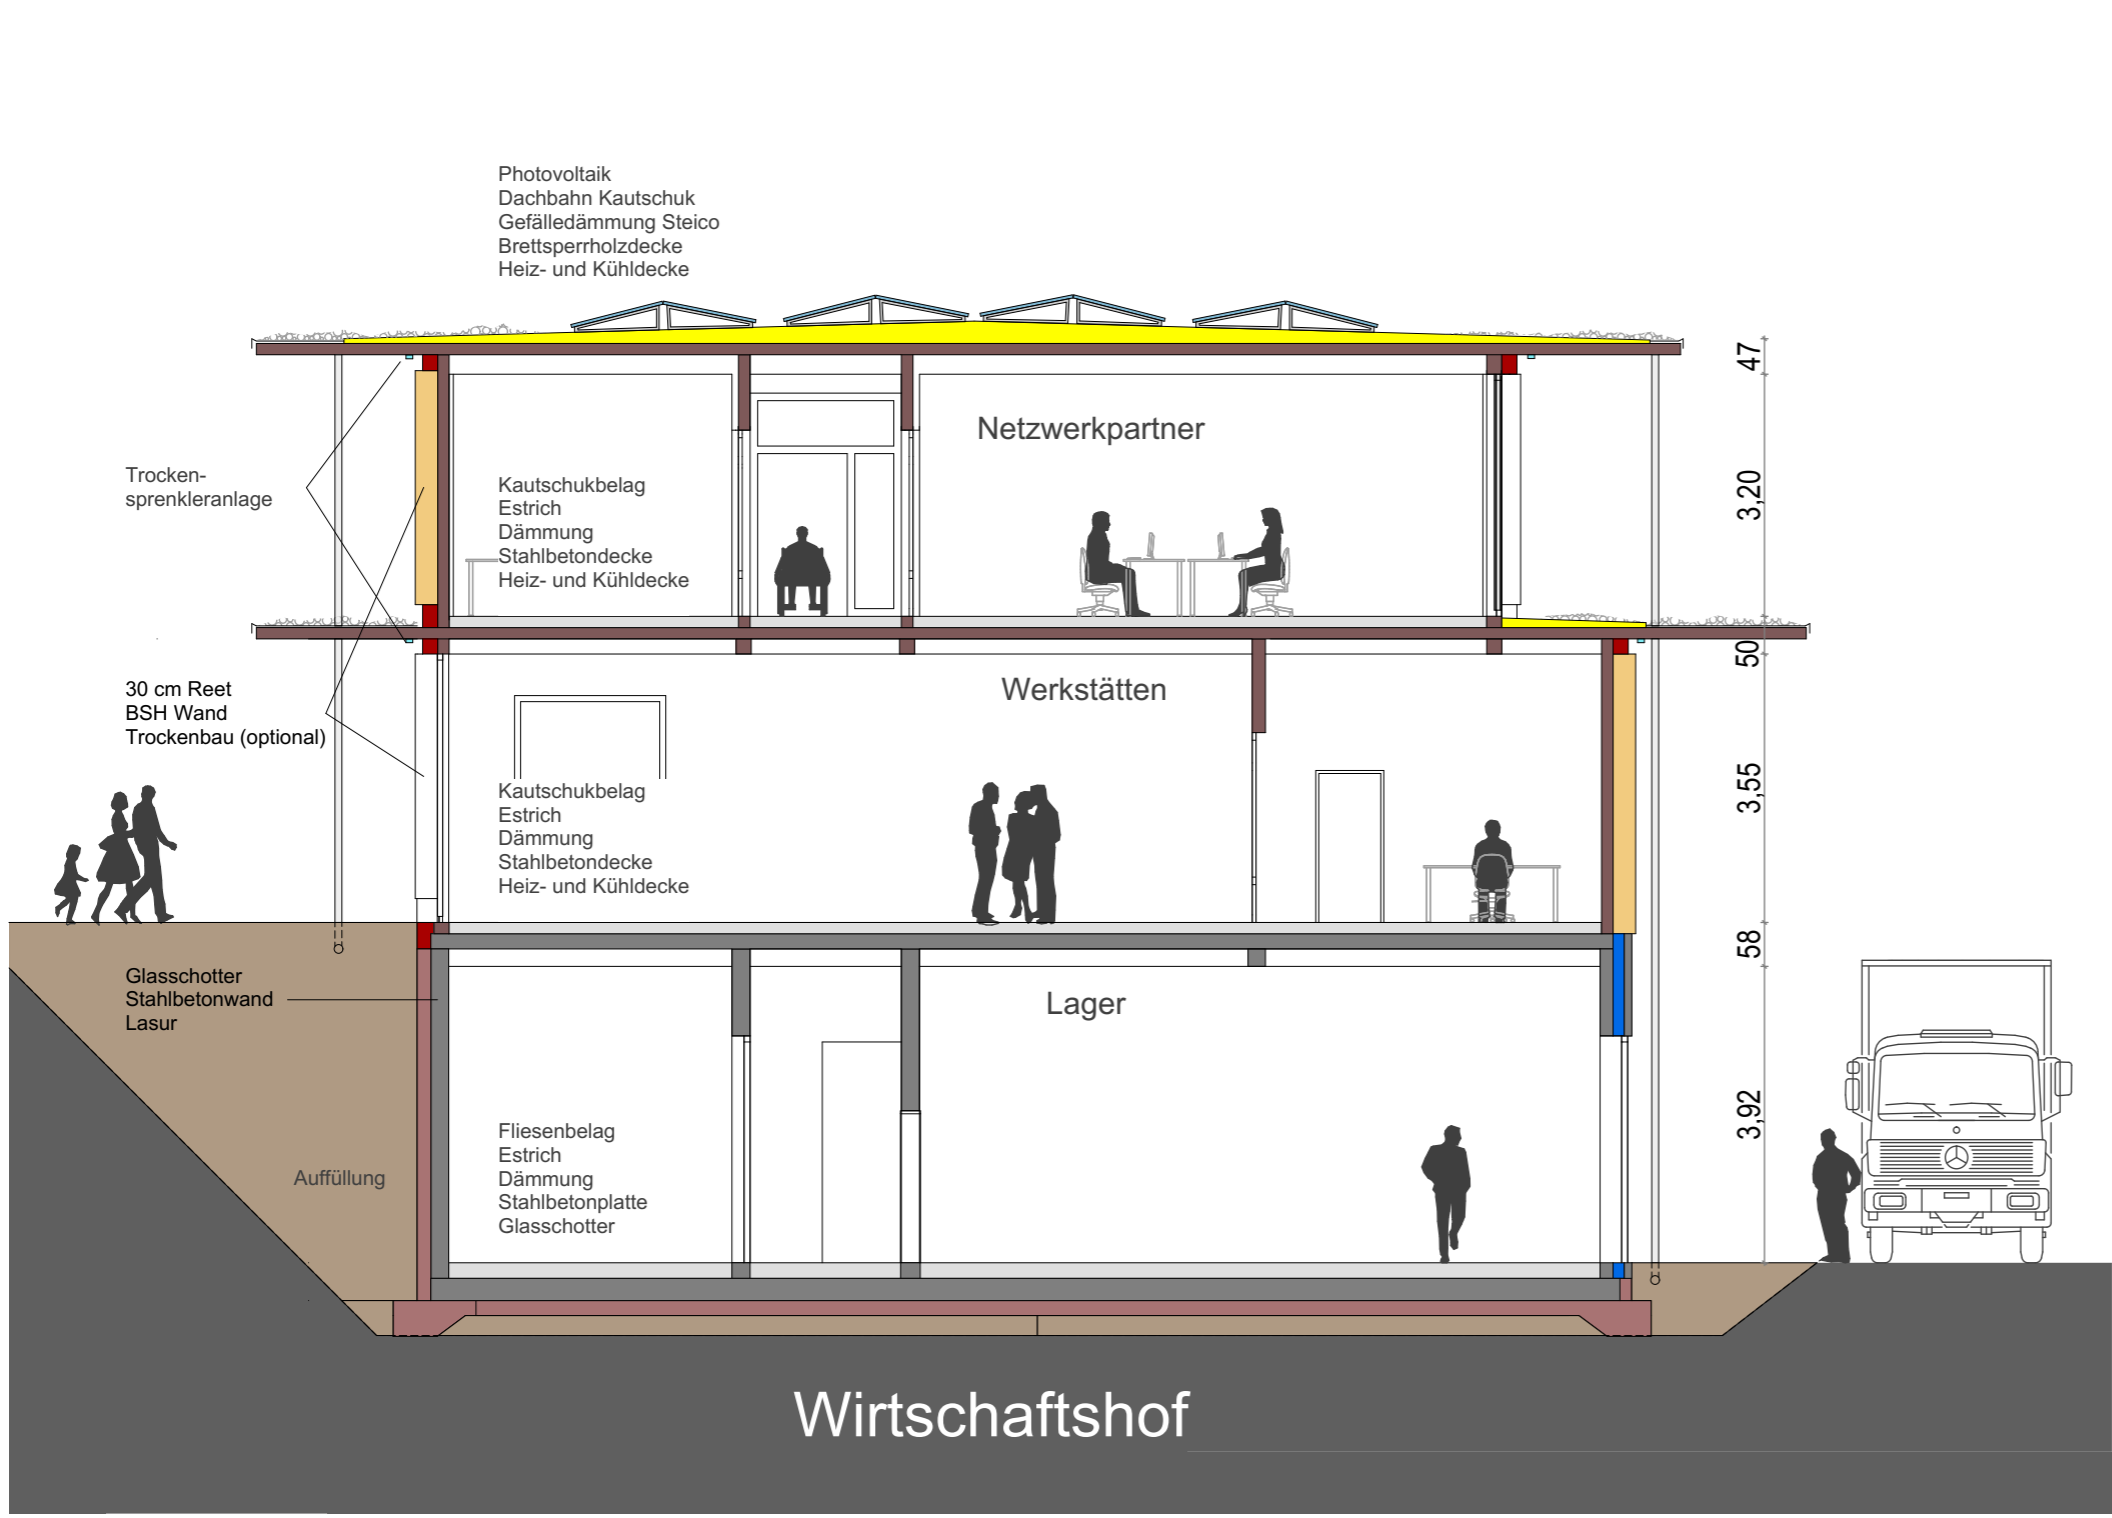 Photovoltaik
Dachbahn Kautschuk
Gefälledämmung Steico
Brettsperrholzdecke
Heiz- und Kühldecke
47
Netzwerkpartner
3,20
Trocken-
sprenkleranlage
Kautschukbelag
Estrich
Dämmung
Stahlbetondecke
Heiz- und Kühldecke
50
Werkstätten
30 cm Reet
BSH Wand
Trockenbau (optional)
3,55
Kautschukbelag
Estrich
Dämmung
Stahlbetondecke
Heiz- und Kühldecke
58
Glasschotter
Stahlbetonwand
Lasur
Lager
3,92
Auffüllung
Fliesenbelag
Estrich
Dämmung
Stahlbetonplatte
Glasschotter
Wirtschaftshof